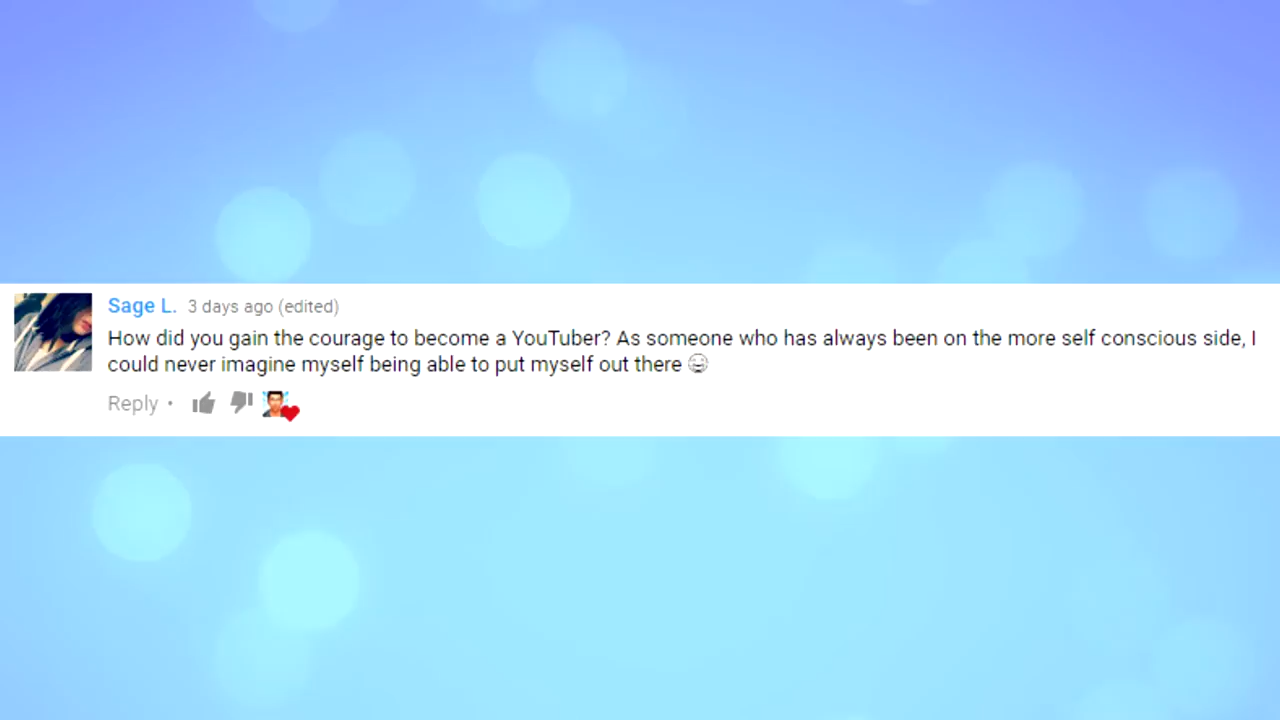 Sage L. 3 days ago (edited)
How did you gain the courage to become a YouTuber? As someone who has always been on the more self conscious side, I
could never imagine myself being able to put myself out there 😄
Reply •